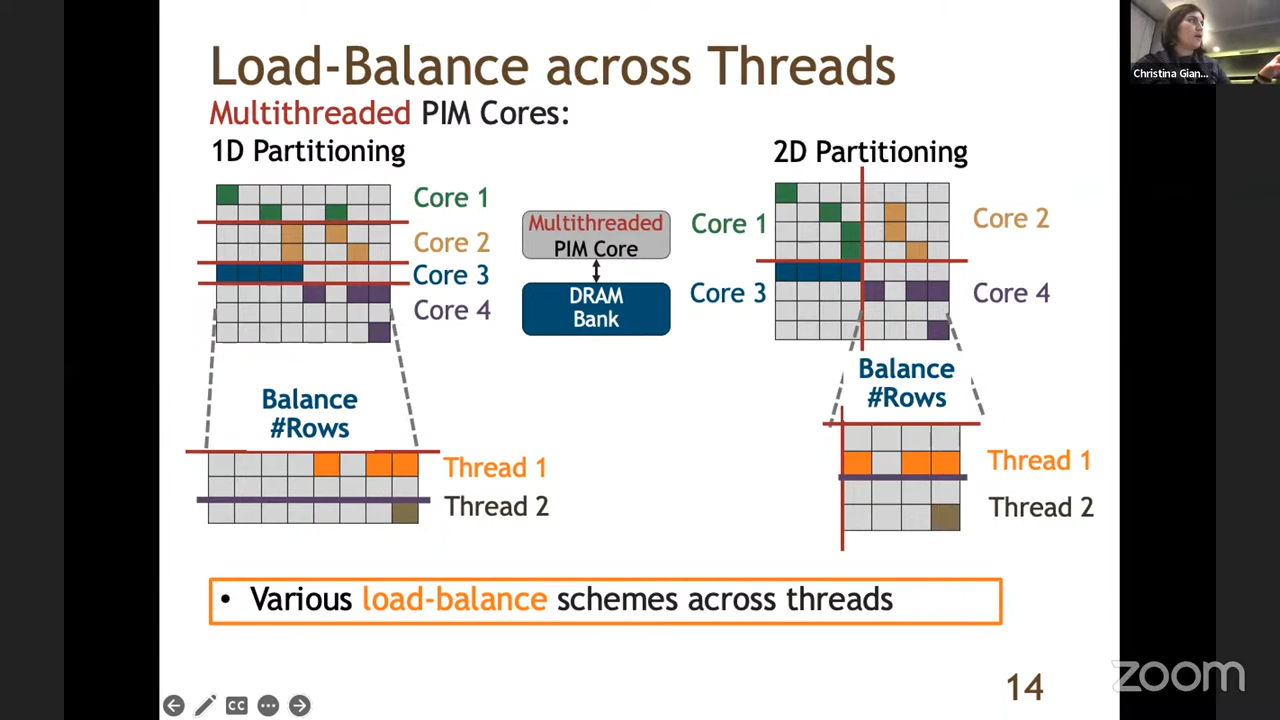 Load-Balance across Threads
Multithreaded PIM Cores:
1D Partitioning
Core 1
Core 2
Core 3
Core 4
Balance
#Rows
Thread 1
Thread 2
Multithreaded
PIM Core
DRAM
Bank
2D Partitioning
Core 1
Core 2
Core 3
Core 4
Balance
#Rows
Thread 1
Thread 2
• Various load-balance schemes across threads
14
CC
Christina Gian...
zoom